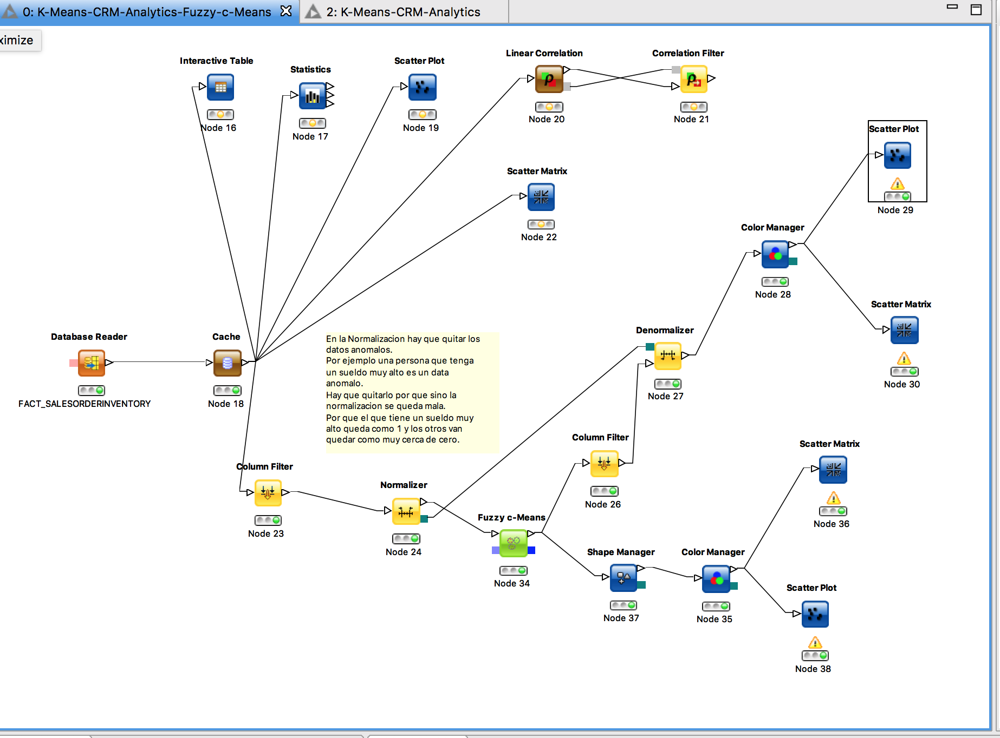 0: K-Means-CRM-Analytics-Fuzzy-c-Means
2: K-Means-CRM-Analytics
ximize
Interactive Table
Node 16
Statistics
Node 17
Scatter Plot
Node 19
Linear Correlation
Node 20
Correlation Filter
Node 21
Scatter Matrix
Node 22
Scatter Plot
Node 29
Color Manager
Node 28
Scatter Matrix
Node 30
Database Reader
FACT_SALESORDERINVENTORY
Cache
Node 18
En la Normalizacion hay que quitar los
datos anomalos.
Por ejemplo una persona que tenga
un sueldo muy alto es un data
anomalo.
Hay que quitarlo por que sino la
normalizacion se queda mala.
Por que el que tiene un sueldo muy
alto queda como 1 y los otros van
quedar como muy cerca de cero.
Denormalizer
Node 27
Column Filter
Node 26
Column Filter
Node 23
Normalizer
Node 24
Fuzzy c-Means
Node 34
Scatter Matrix
Node 36
Shape Manager
Node 37
Color Manager
Node 35
Scatter Plot
Node 38